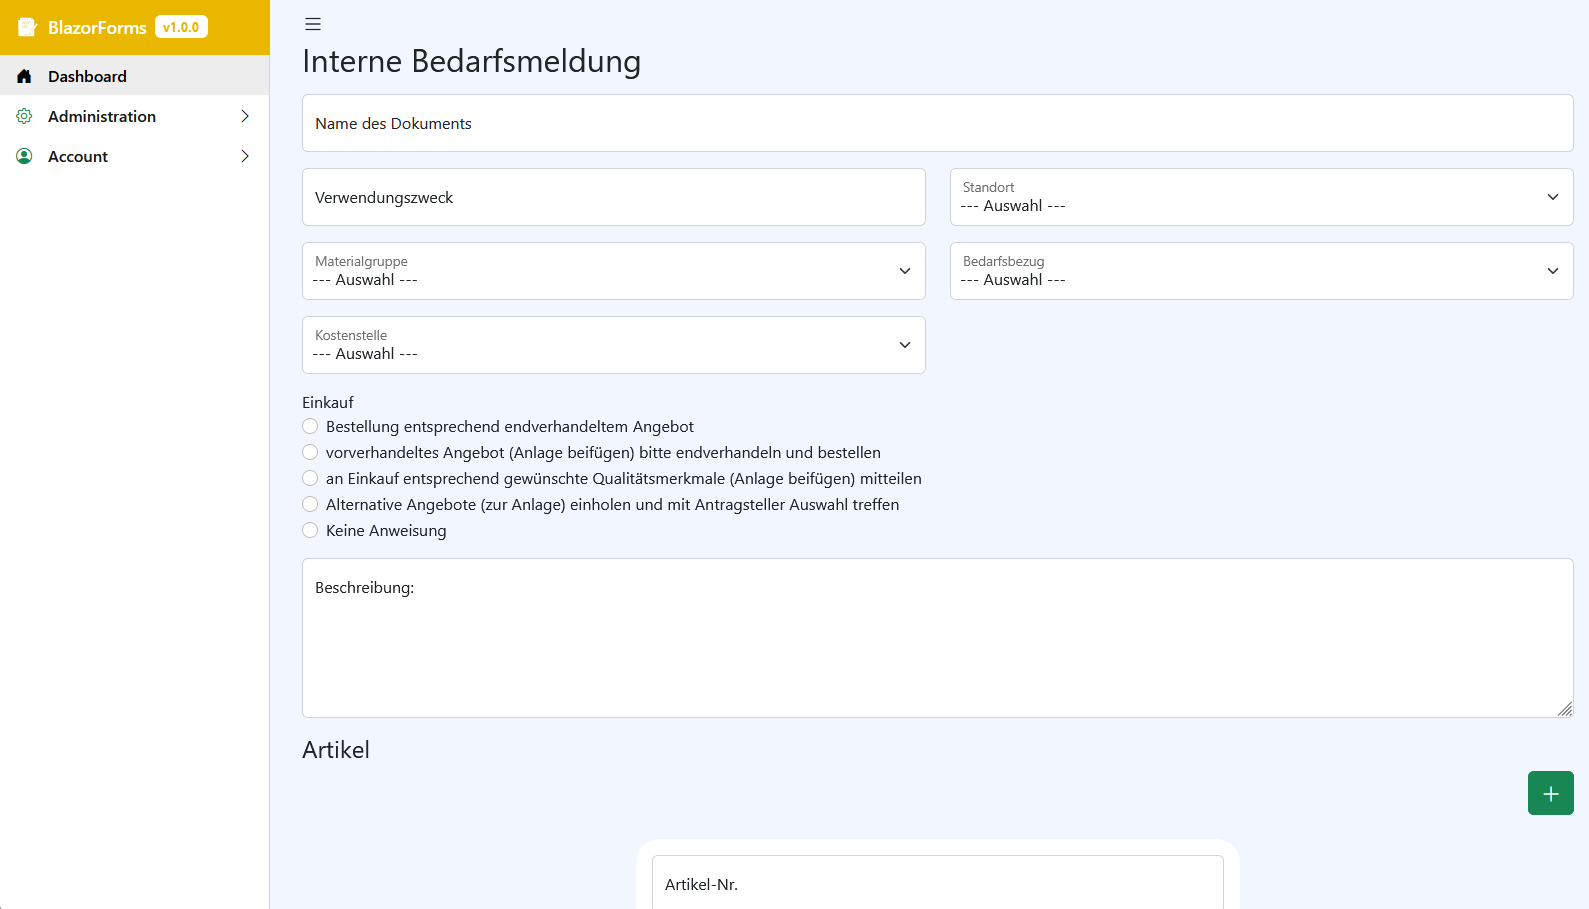 BlazorForms v1.0.0
Dashboard
Administration
Account
Interne Bedarfsmeldung
Name des Dokuments
Verwendungszweck
Standort
--- Auswahl ---
Materialgruppe
--- Auswahl ---
Bedarfsbezug
--- Auswahl ---
Kostenstelle
--- Auswahl ---
Einkauf
Bestellung entsprechend endverhandeltem Angebot
vorverhandeltes Angebot (Anlage beifügen) bitte endverhandeln und bestellen
an Einkauf entsprechend gewünschte Qualitätsmerkmale (Anlage beifügen) mitteilen
Alternative Angebote (zur Anlage) einholen und mit Antragsteller Auswahl treffen
Keine Anweisung
Beschreibung:
Artikel
Artikel-Nr.